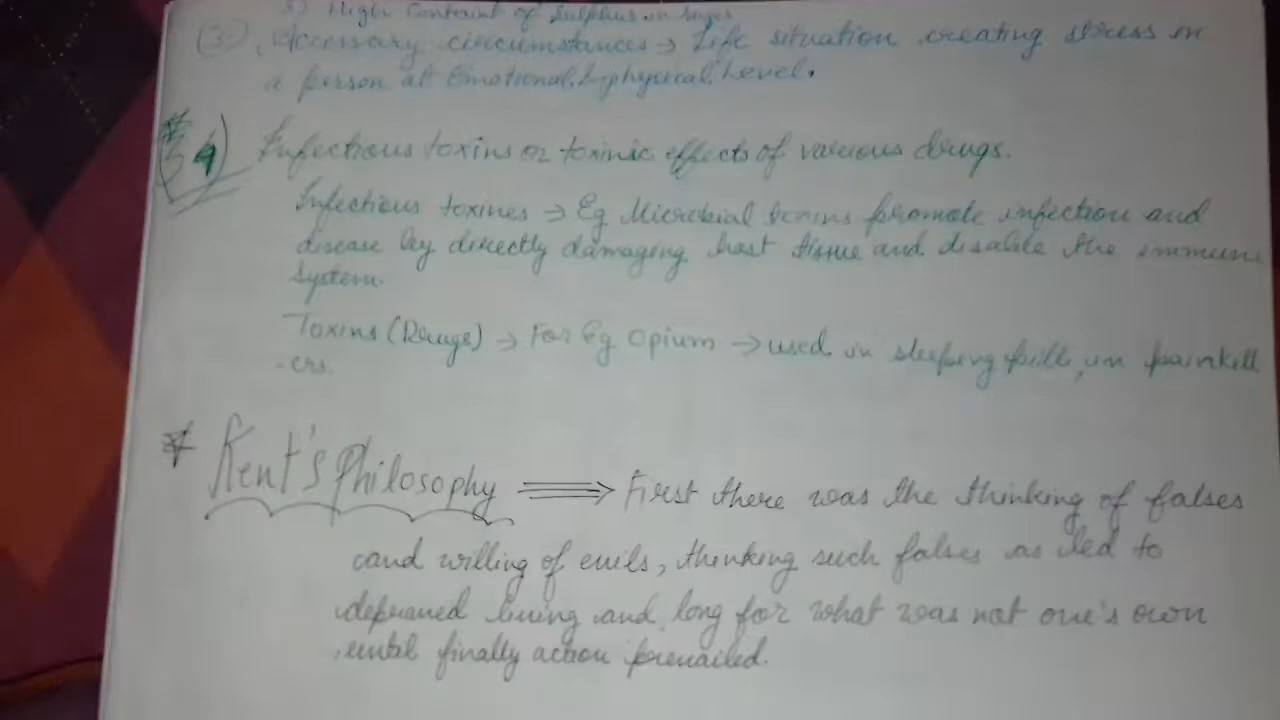 5) High Content of Sulphur in
(3) Necessary circumstances → Life situation creating stress in
a person at Emotional & physical Level.
4) Infectious toxins or toxinic effects of various drugs.
Infectious toxines → Eg Microbial toxins promote infection and
disease by directly damaging host tissue and disable the immune
System.
Toxins (Drugs) → For Eg Opium → used in sleeping pill, in painkill
-ers.
* Kent's Philosophy ⟹ First there was the thinking of falses
and willing of evils, thinking such falses as led to
depraved living and long for what was not one's own
, until finally action prevailed.